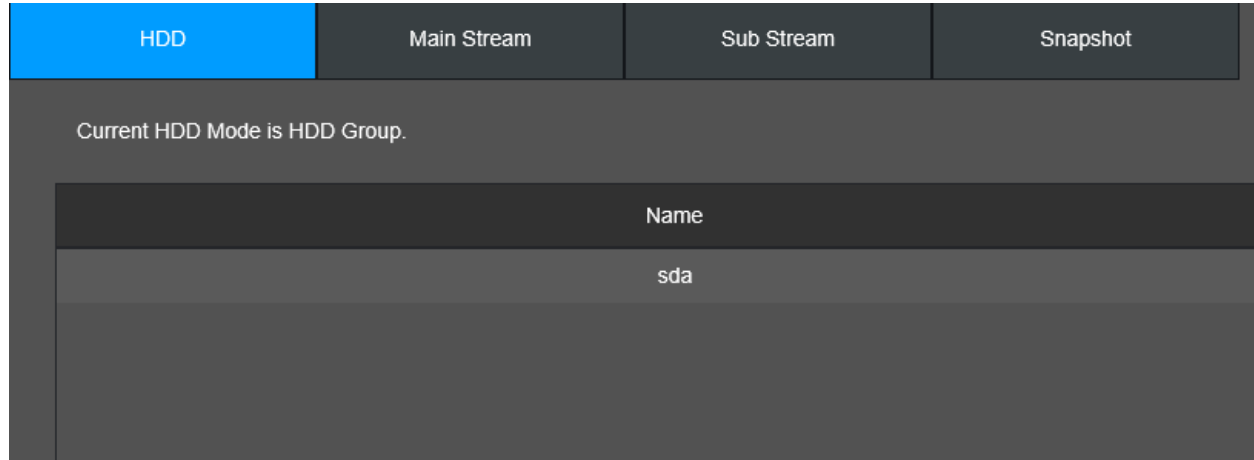 HDD Main Stream Sub Stream Snapshot
Current HDD Mode is HDD Group.
Name
sda